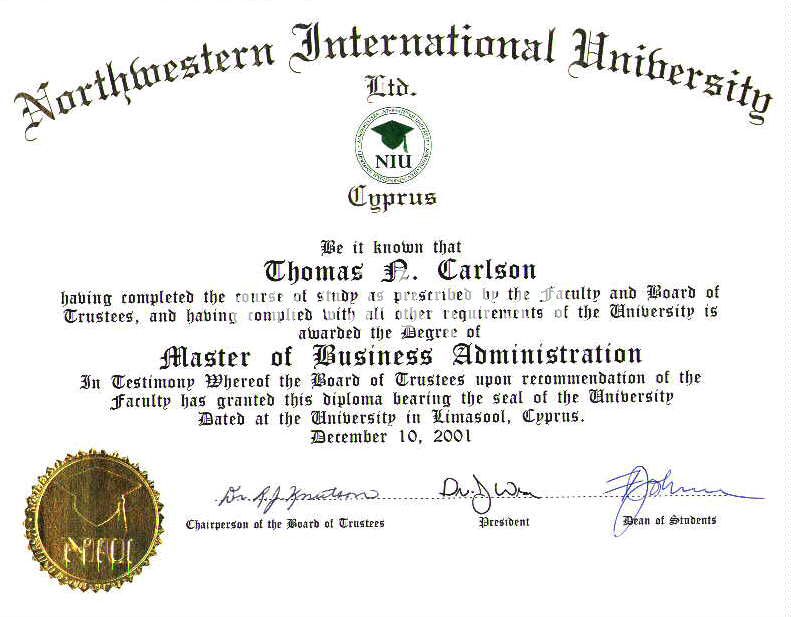 Northwestern International University
Ltd.
NIU
Cyprus
Be it known that
Thomas N. Carlson
having completed the course of study as prescribed by the Faculty and Board of
Trustees, and having complied with all other requirements of the University is
awarded the Degree of
Master of Business Administration
In Testimony Whereof the Board of Trustees upon recommendation of the
Faculty has granted this diploma bearing the seal of the University
Dated at the University in Limasool, Cyprus.
December 10, 2001
Dr. R. J. Knutson
Chairperson of the Board of Trustees
President
Dean of Students
NIU